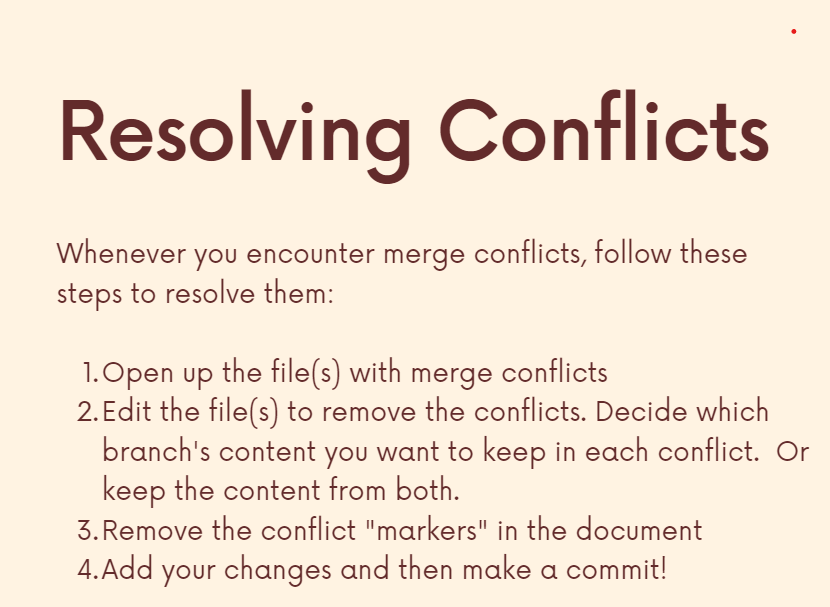 Resolving Conflicts
Whenever you encounter merge conflicts, follow these
steps to resolve them:
1.Open up the file(s) with merge conflicts
2.Edit the file(s) to remove the conflicts. Decide which
branch's content you want to keep in each conflict.  Or
keep the content from both.
3.Remove the conflict "markers" in the document
4.Add your changes and then make a commit!